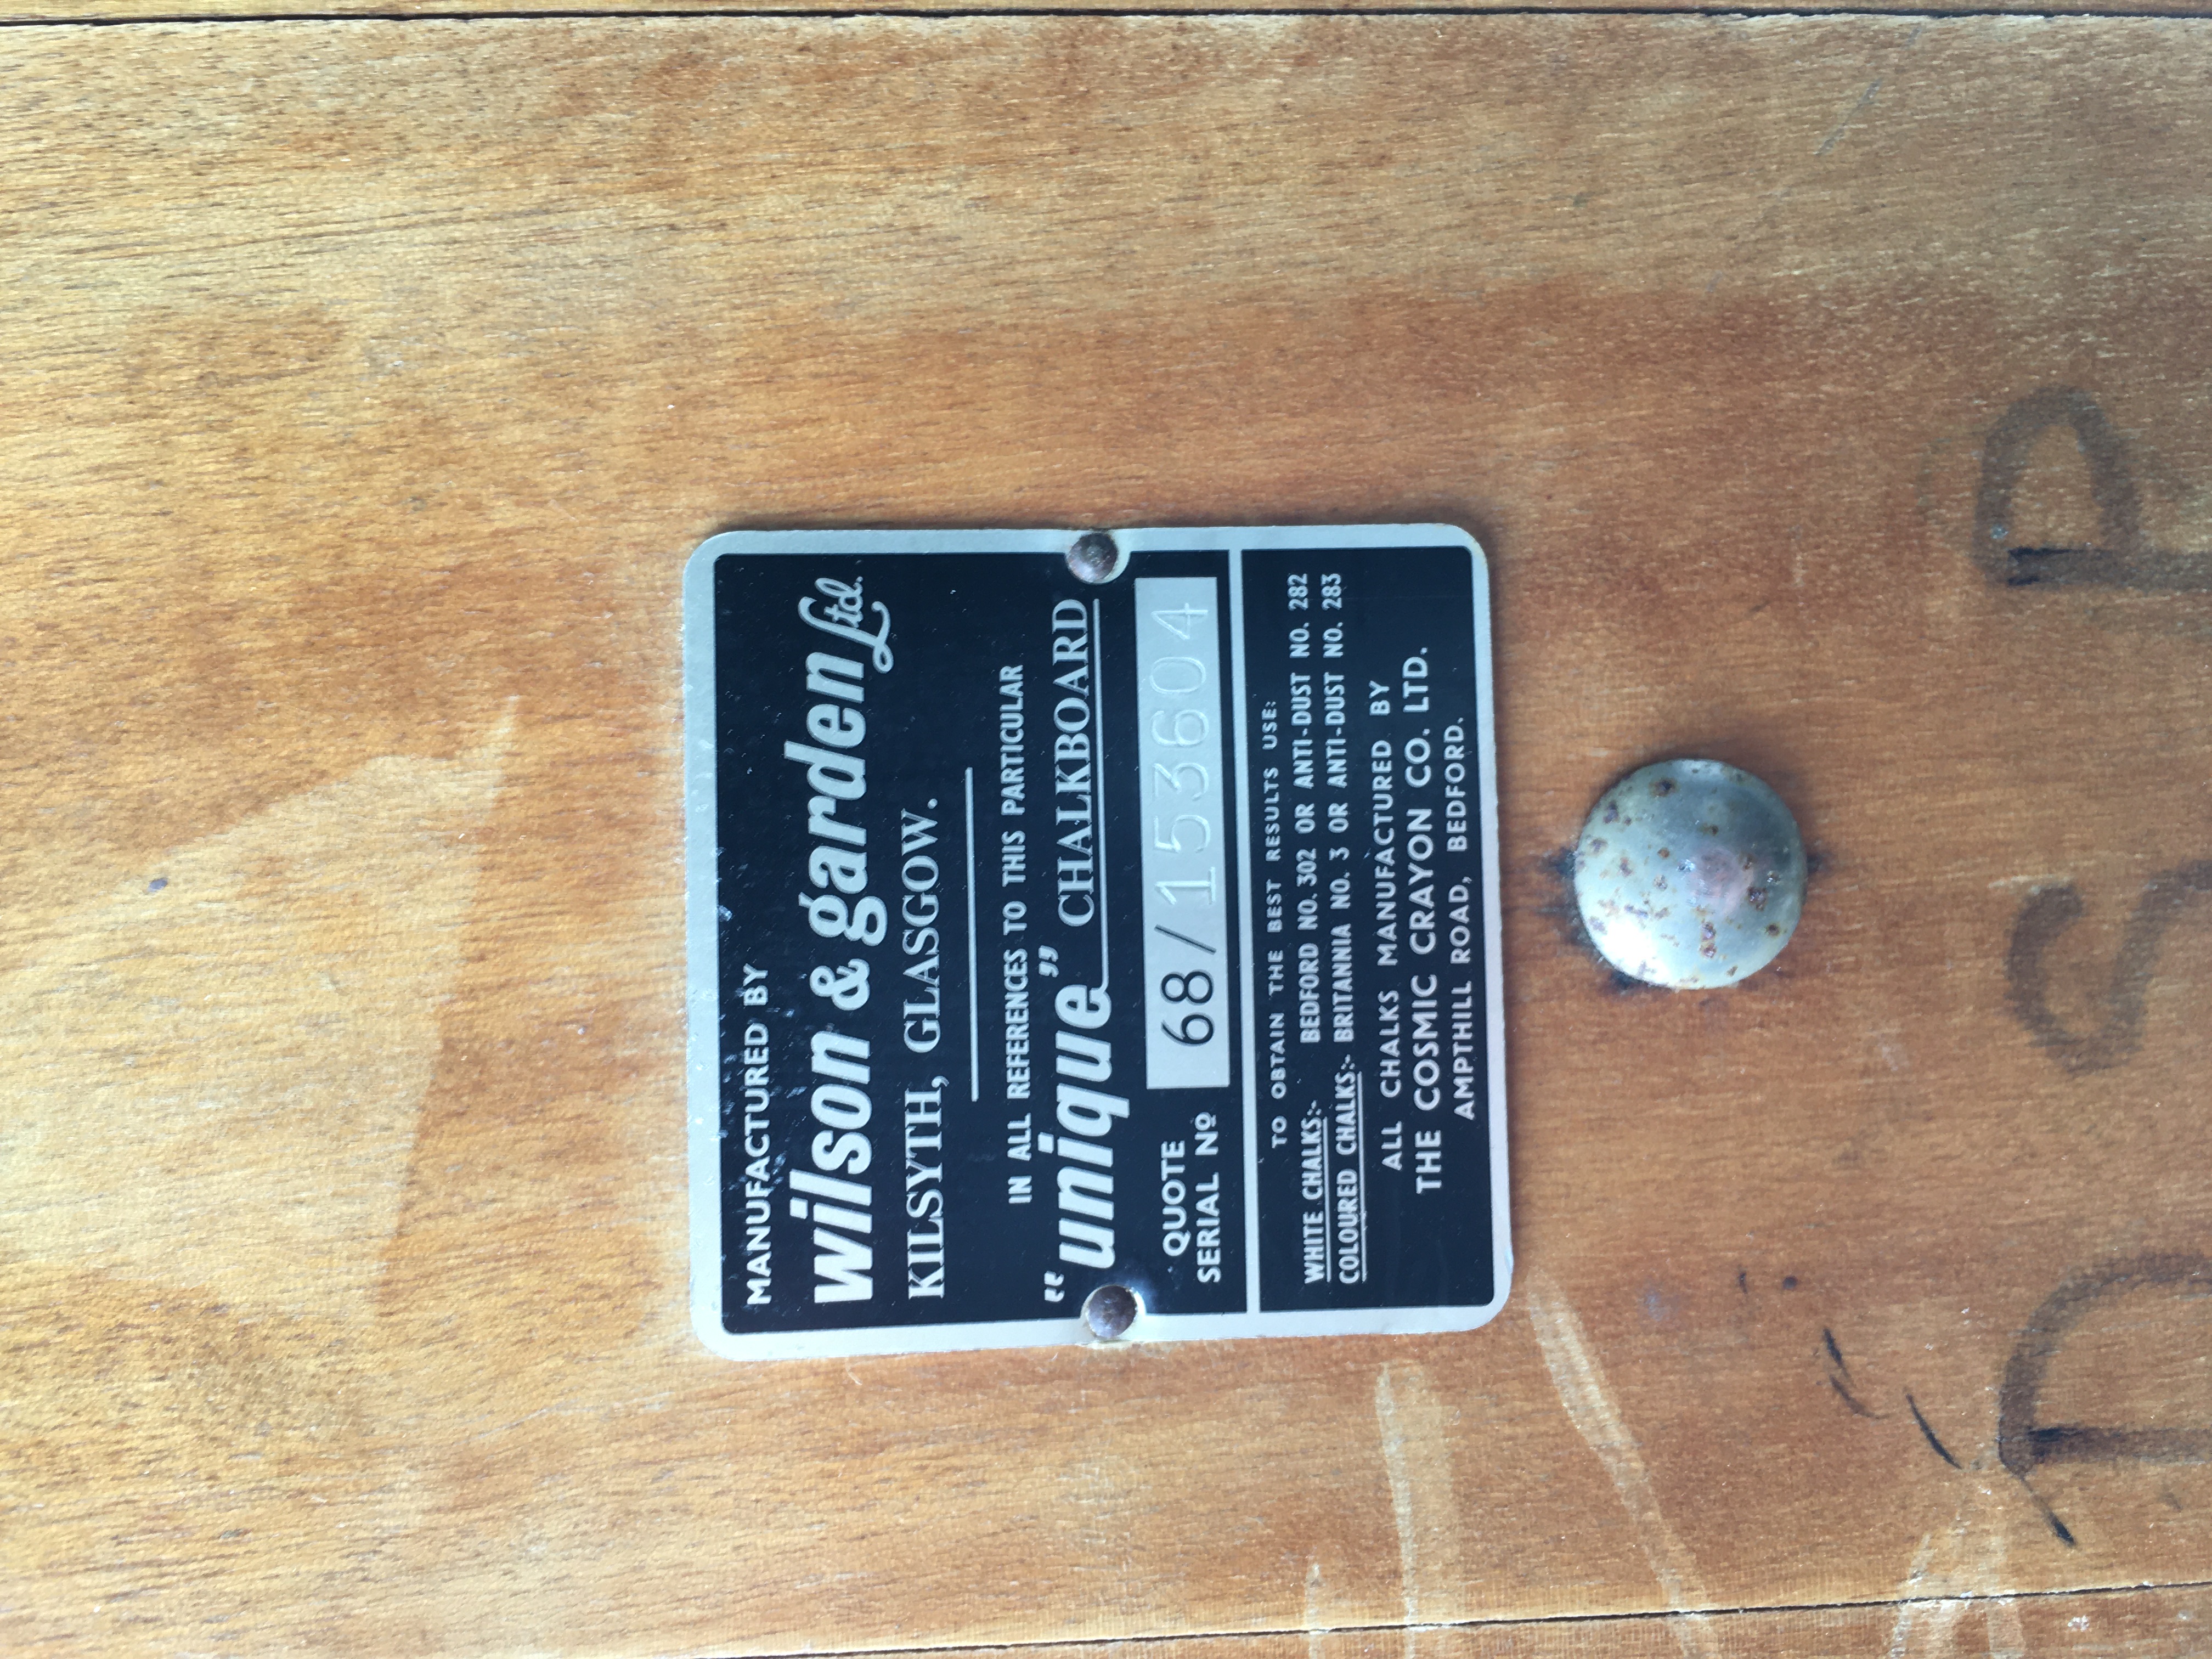 MANUFACTURED BY
wilson & garden Ltd.
KILSYTH, GLASGOW.
IN ALL REFERENCES TO THIS PARTICULAR
"unique" CHALKBOARD
QUOTE
SERIAL Nº 68/153604
TO OBTAIN THE BEST RESULTS USE:
WHITE CHALKS:- BEDFORD NO. 302 OR ANTI-DUST NO. 282
COLOURED CHALKS:- BRITANNIA NO. 3 OR ANTI-DUST NO. 283
ALL CHALKS MANUFACTURED BY
THE COSMIC CRAYON CO. LTD.
AMPTHILL ROAD, BEDFORD.
D S P